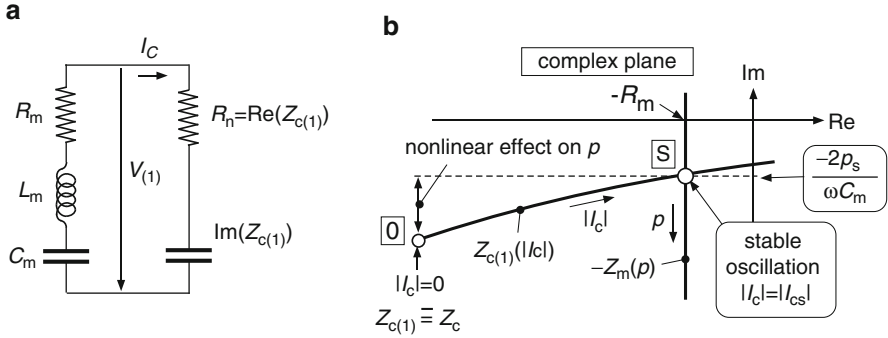 a
I_C
R_m
R_n=Re(Z_c(1))
V_(1)
L_m
Im(Z_c(1))
C_m
b
complex plane
Im
-R_m
Re
nonlinear effect on p
S
-2p_s
ωC_m
0
|I_c|
p
Z_c(1)(|Ic|)
-Z_m(p)
stable
oscillation
|I_c|=|I_cs|
|I_c|=0
Z_c(1) ≡ Z_c